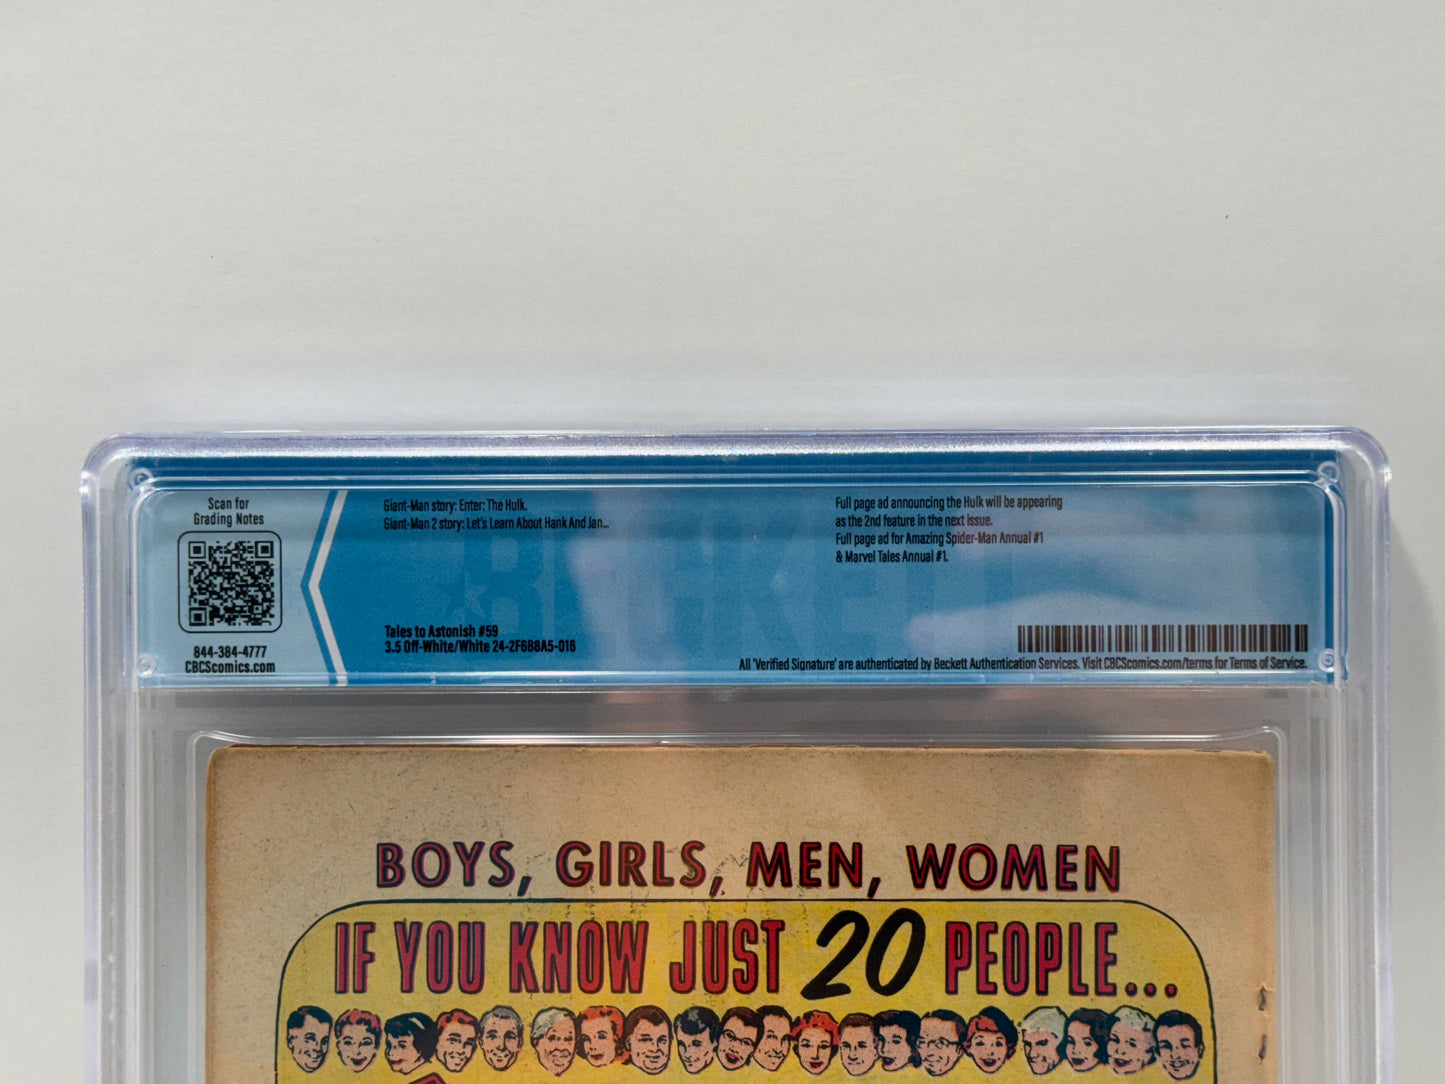 Scan for
Grading Notes
844-384-4777
CBCScomics.com
Giant-Man story: Enter: The Hulk.
Giant-Man 2 story: Let's Learn About Hank And Jan...
Tales to Astonish #59
3.5 Off-White/White 24-2F6B8A5-016
Full page ad announcing the Hulk will be appearing
as the 2nd feature in the next issue.
Full page ad for Amazing Spider-Man Annual #1
& Marvel Tales Annual #1.
All 'Verified Signature' are authenticated by Beckett Authentication Services. Visit CBCScomics.com/terms for Terms of Service.
BECKETT
BOYS, GIRLS, MEN, WOMEN
IF YOU KNOW JUST 20 PEOPLE...